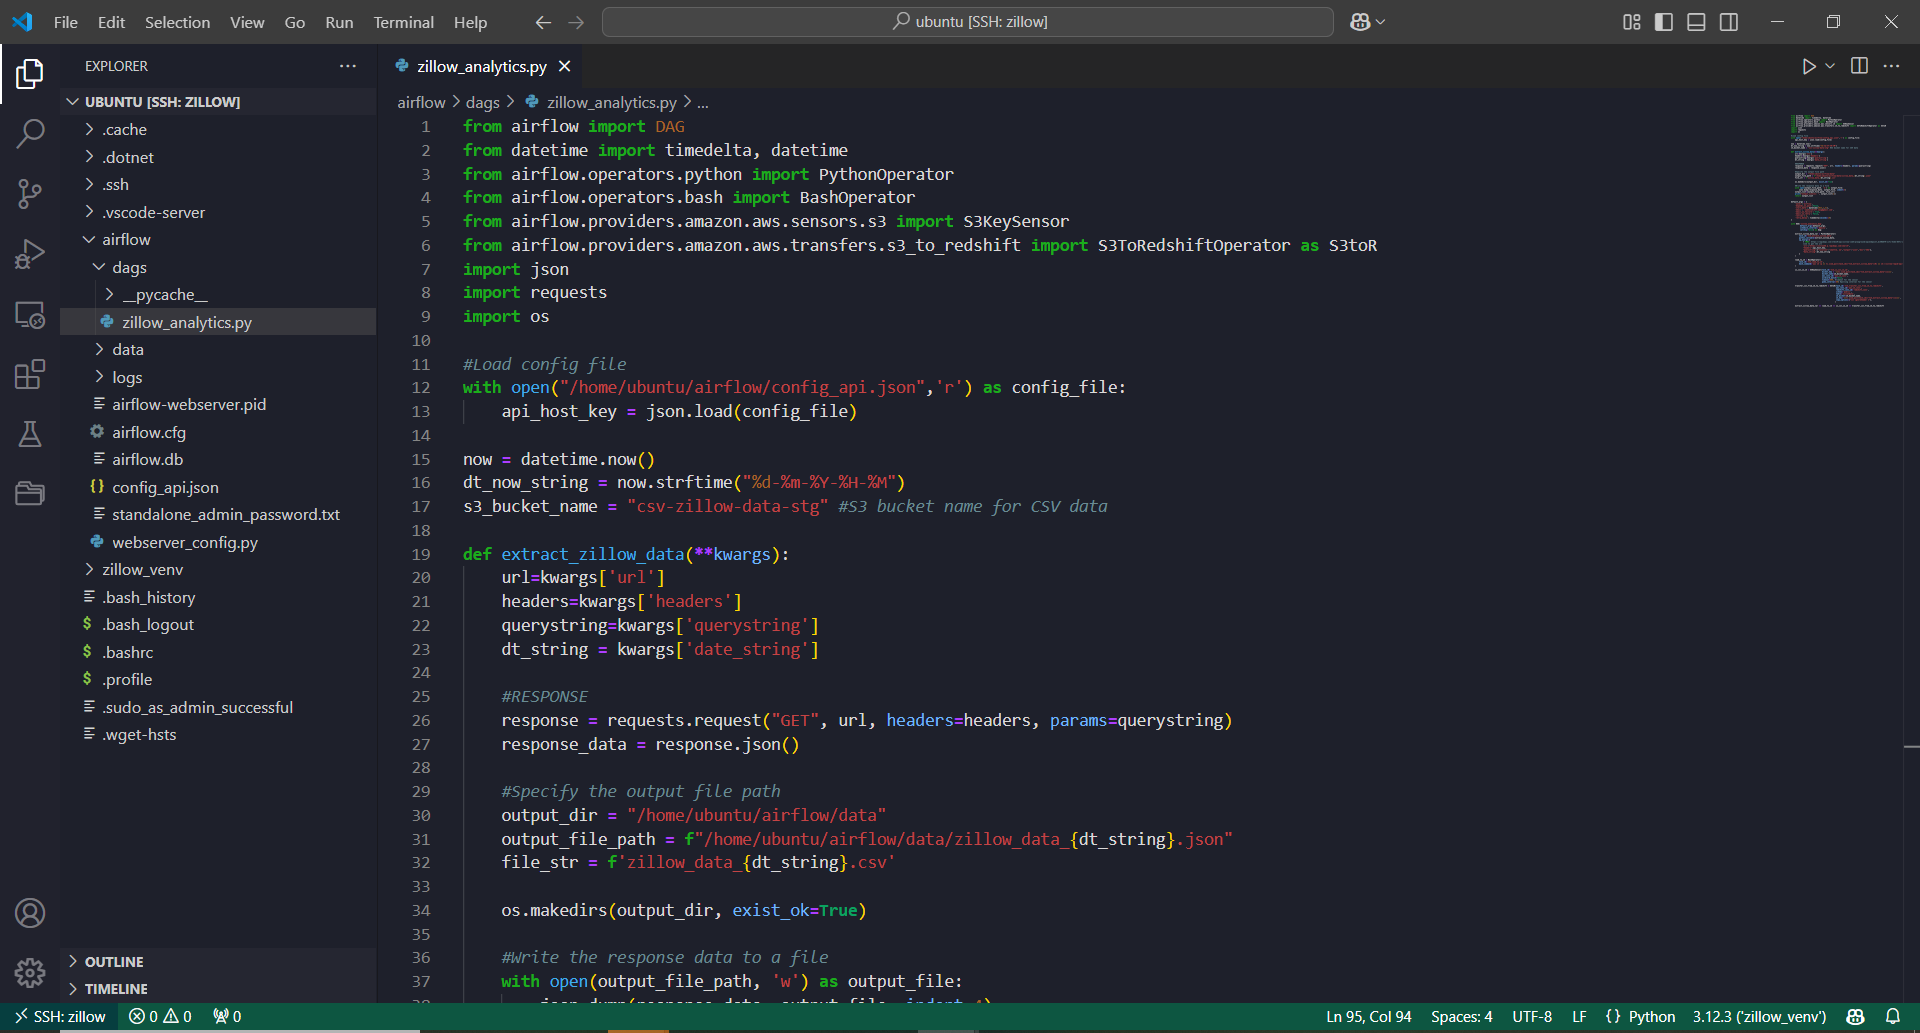 File Edit Selection View Go Run Terminal Help
ubuntu [SSH: zillow]
EXPLORER
UBUNTU [SSH: ZILLOW]
.cache
.dotnet
.ssh
.vscode-server
airflow
dags
__pycache__
zillow_analytics.py
data
logs
airflow-webserver.pid
airflow.cfg
airflow.db
config_api.json
standalone_admin_password.txt
webserver_config.py
zillow_venv
.bash_history
.bash_logout
.bashrc
.profile
.sudo_as_admin_successful
.wget-hsts
OUTLINE
TIMELINE
zillow_analytics.py
airflow > dags > zillow_analytics.py > ...
1 from airflow import DAG
2 from datetime import timedelta, datetime
3 from airflow.operators.python import PythonOperator
4 from airflow.operators.bash import BashOperator
5 from airflow.providers.amazon.aws.sensors.s3 import S3KeySensor
6 from airflow.providers.amazon.aws.transfers.s3_to_redshift import S3ToRedshiftOperator as S3toR
7 import json
8 import requests
9 import os
10
11 #Load config file
12 with open("/home/ubuntu/airflow/config_api.json",'r') as config_file:
13 api_host_key = json.load(config_file)
14
15 now = datetime.now()
16 dt_now_string = now.strftime("%d-%m-%Y-%H-%M")
17 s3_bucket_name = "csv-zillow-data-stg" #S3 bucket name for CSV data
18
19 def extract_zillow_data(**kwargs):
20 url=kwargs['url']
21 headers=kwargs['headers']
22 querystring=kwargs['querystring']
23 dt_string = kwargs['date_string']
24
25 #RESPONSE
26 response = requests.request("GET", url, headers=headers, params=querystring)
27 response_data = response.json()
28
29 #Specify the output file path
30 output_dir = "/home/ubuntu/airflow/data"
31 output_file_path = f"/home/ubuntu/airflow/data/zillow_data_{dt_string}.json"
32 file_str = f'zillow_data_{dt_string}.csv'
33
34 os.makedirs(output_dir, exist_ok=True)
35
36 #Write the response data to a file
37 with open(output_file_path, 'w') as output_file:
SSH: zillow 0 0 0 Ln 95, Col 94 Spaces: 4 UTF-8 LF {} Python 3.12.3 ('zillow_venv')